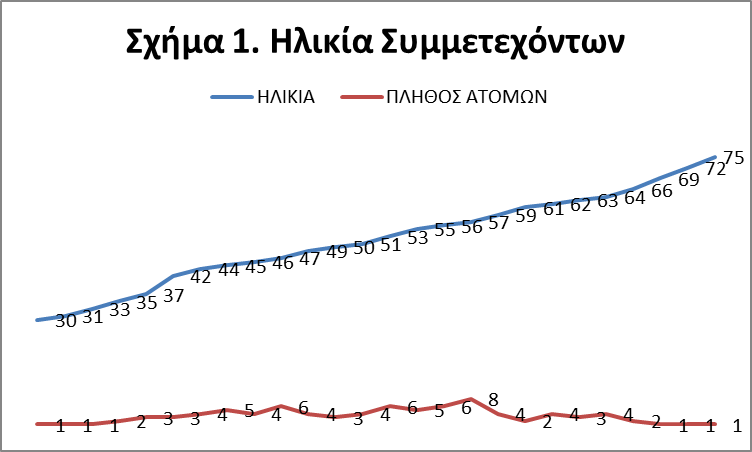 Σχήμα 1. Ηλικία Συμμετεχόντων
ΗΛΙΚΙΑ ΠΛΗΘΟΣ ΑΤΟΜΩΝ
30 31 33 35 37 42 44 45 46 47 49 50 51 53 55 56 57 59 61 62 63 64 66 69 72 75
1 1 1 2 3 3 4 5 4 6 4 3 4 6 5 6 8 4 2 4 3 4 2 1 1 1